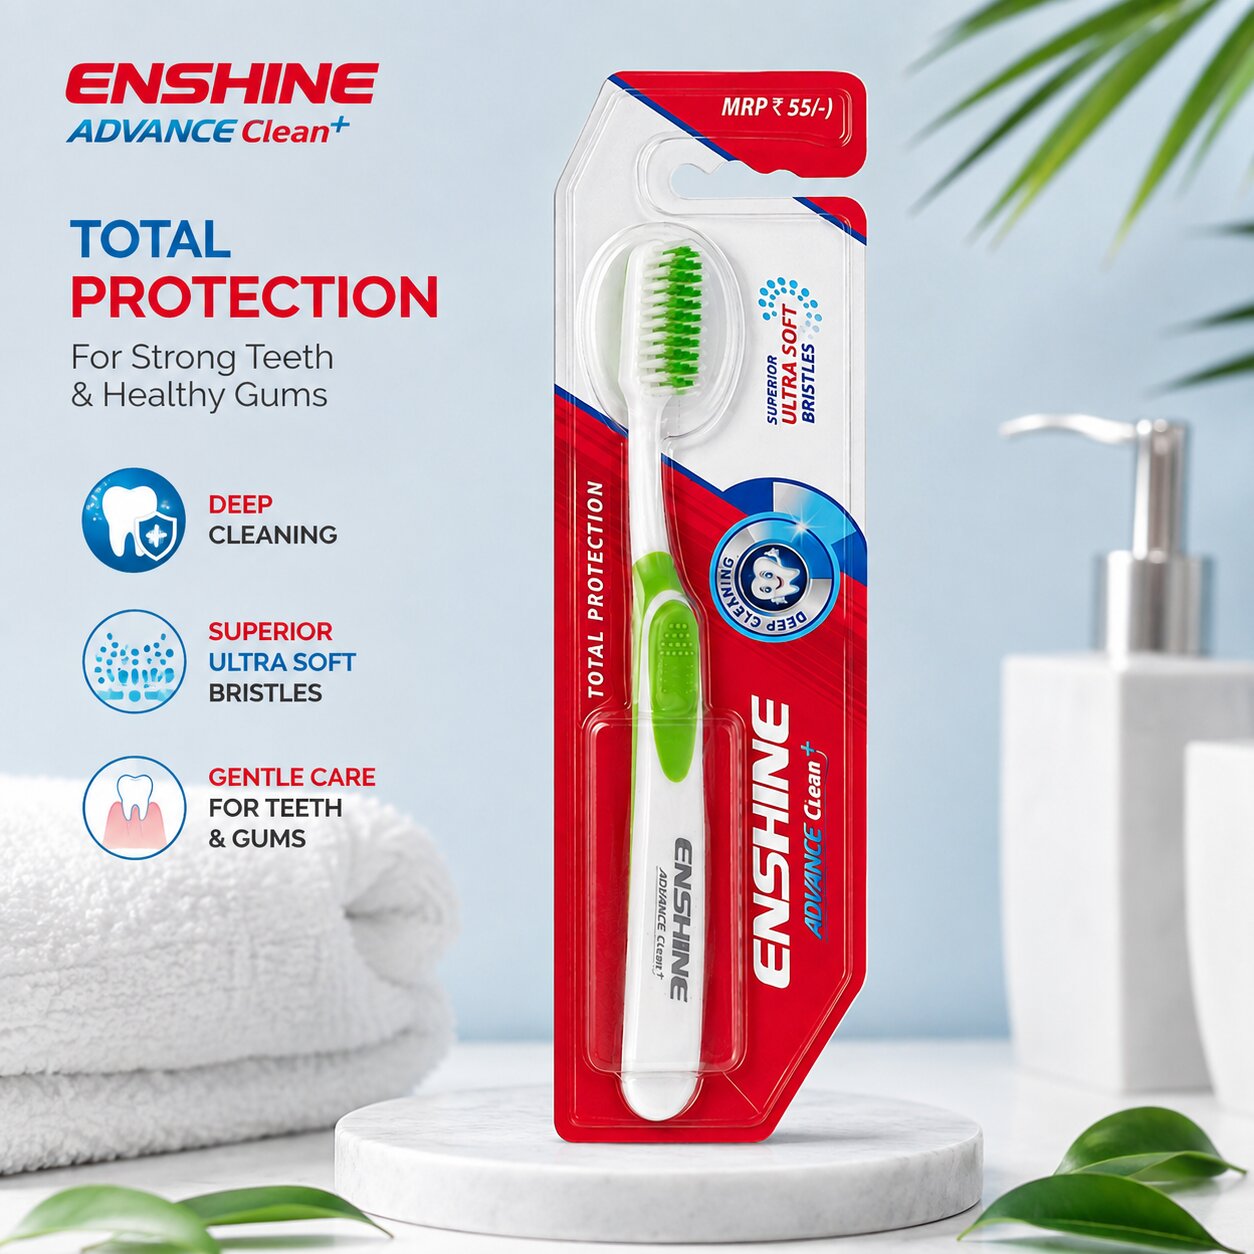 ENSHINE
ADVANCE Clean+
TOTAL
PROTECTION
For Strong Teeth
& Healthy Gums
DEEP
CLEANING
SUPERIOR
ULTRA SOFT
BRISTLES
GENTLE CARE
FOR TEETH
& GUMS
MRP ₹ 55/-)
SUPERIOR
ULTRA SOFT
BRISTLES
TOTAL PROTECTION
DEEP CLEANING
ENSHINE
ADVANCE Clean+
ENSHINE
ADVANCE Clean+